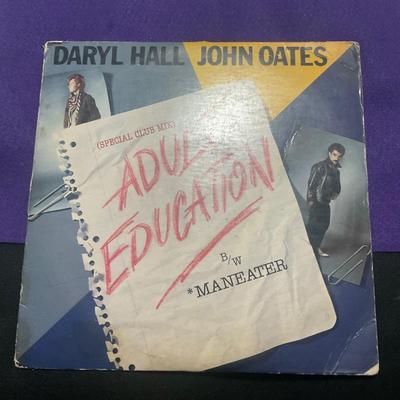 DARYL HALL JOHN OATES
(SPECIAL CLUB MIX)
ADULT
EDUCATION
B/W
*MANEATER